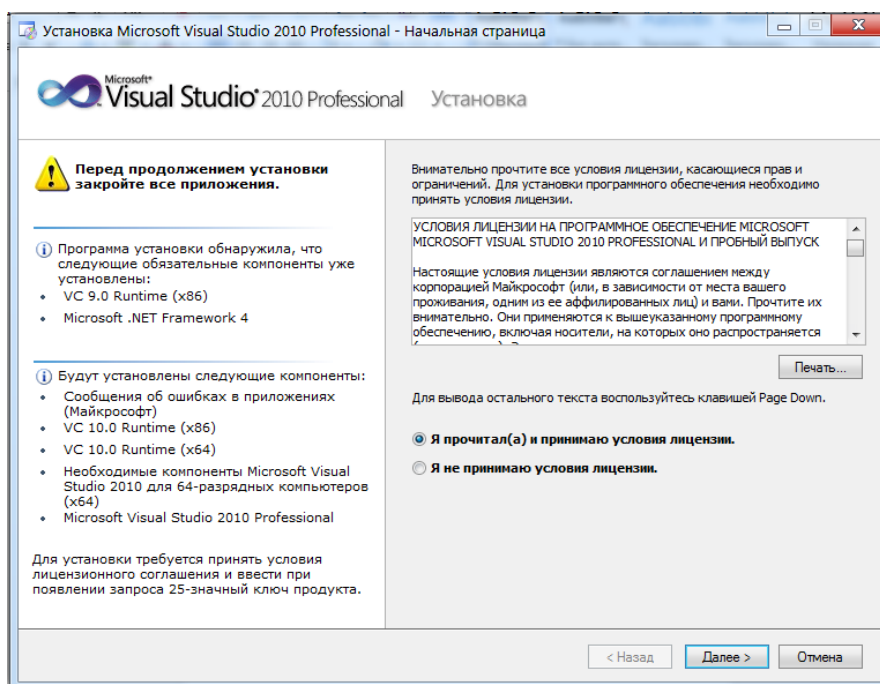 Установка Microsoft Visual Studio 2010 Professional - Начальная страница
Microsoft®
Visual Studio® 2010 Professional Установка
Перед продолжением установки
закройте все приложения.
Программа установки обнаружила, что
следующие обязательные компоненты уже
установлены:
• VC 9.0 Runtime (x86)
• Microsoft .NET Framework 4
Будут установлены следующие компоненты:
• Сообщения об ошибках в приложениях
(Майкрософт)
• VC 10.0 Runtime (x86)
• VC 10.0 Runtime (x64)
• Необходимые компоненты Microsoft Visual
Studio 2010 для 64-разрядных компьютеров
(x64)
• Microsoft Visual Studio 2010 Professional
Для установки требуется принять условия
лицензионного соглашения и ввести при
появлении запроса 25-значный ключ продукта.
Внимательно прочтите все условия лицензии, касающиеся прав и
ограничений. Для установки программного обеспечения необходимо
принять условия лицензии.
УСЛОВИЯ ЛИЦЕНЗИИ НА ПРОГРАММНОЕ ОБЕСПЕЧЕНИЕ MICROSOFT
MICROSOFT VISUAL STUDIO 2010 PROFESSIONAL И ПРОБНЫЙ ВЫПУСК
Настоящие условия лицензии являются соглашением между
корпорацией Майкрософт (или, в зависимости от места вашего
проживания, одним из ее аффилированных лиц) и вами. Прочтите их
внимательно. Они применяются к вышеуказанному программному
обеспечению, включая носители, на которых оно распространяется
Печать...
Для вывода остального текста воспользуйтесь клавишей Page Down.
Я прочитал(а) и принимаю условия лицензии.
Я не принимаю условия лицензии.
< Назад
Далее >
Отмена